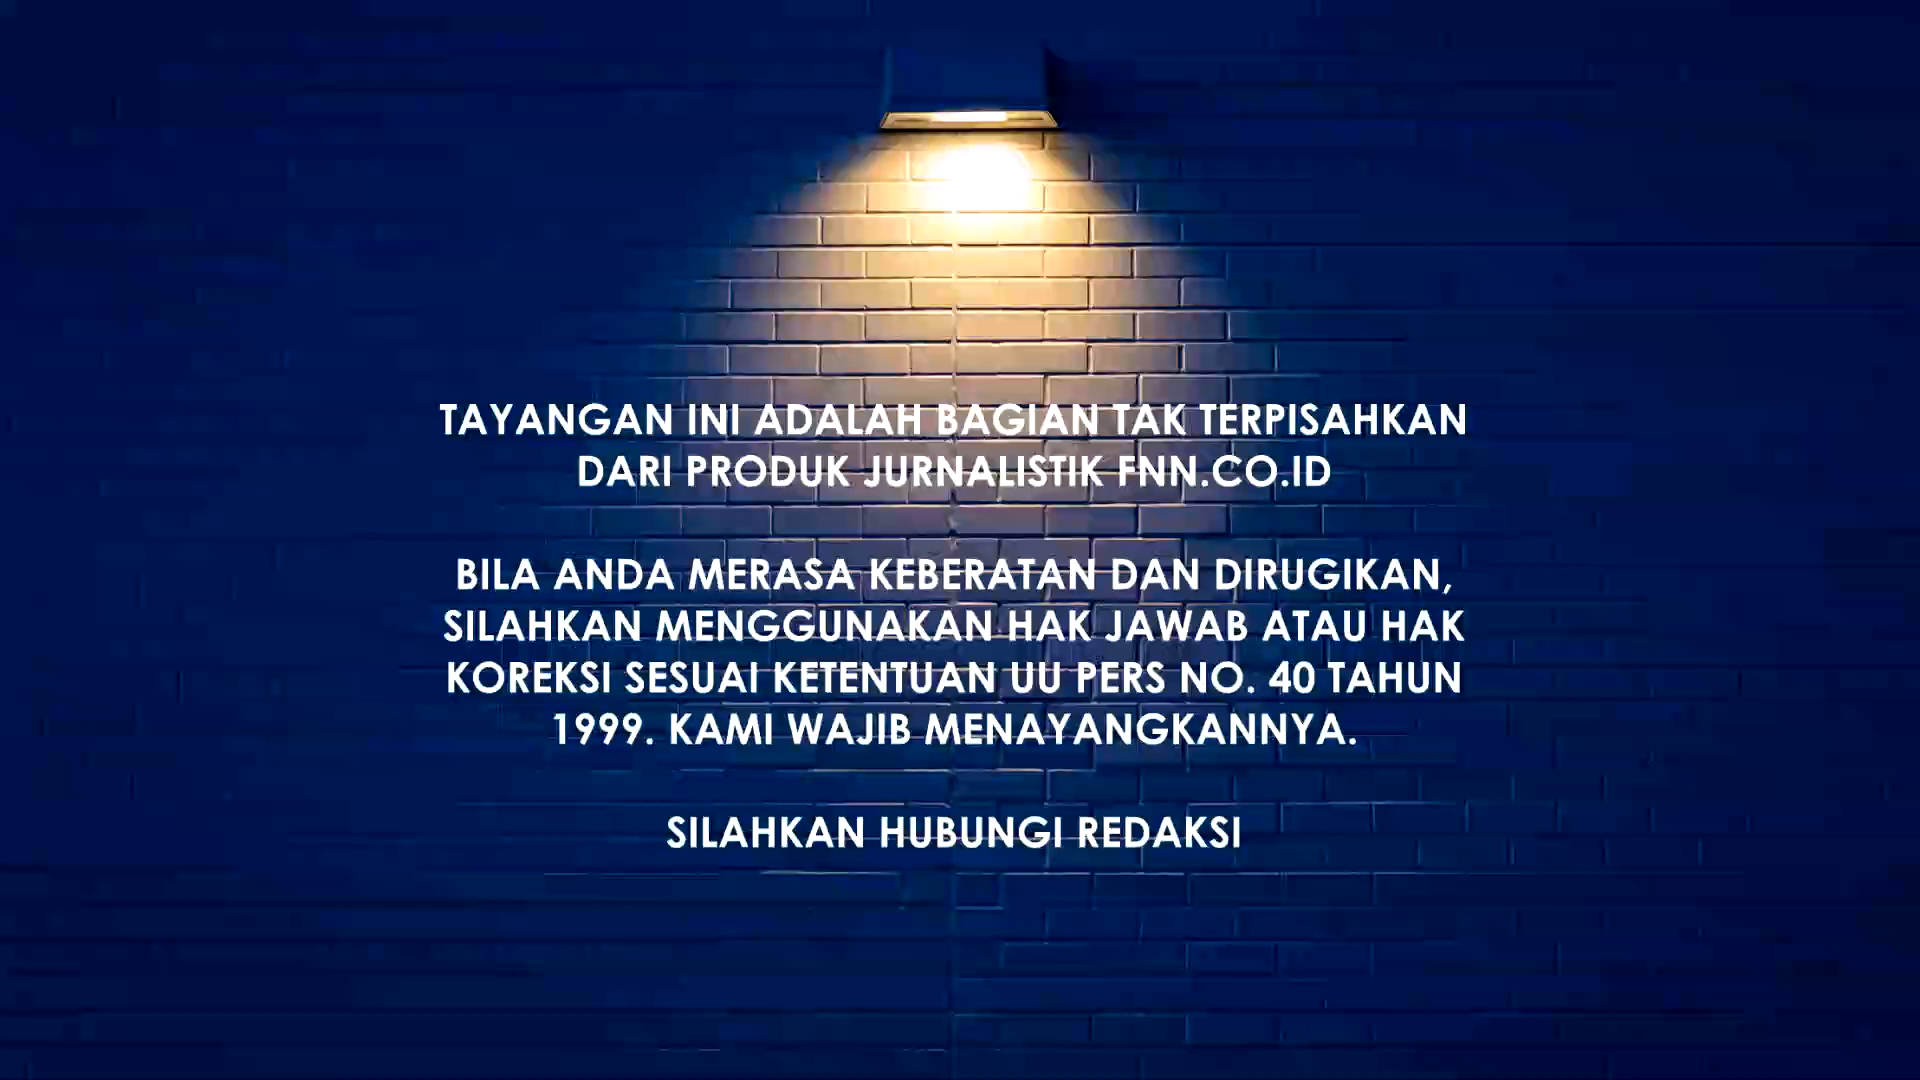 TAYANGAN INI ADALAH BAGIAN TAK TERPISAHKAN
DARI PRODUK JURNALISTIK FNN.CO.ID
BILA ANDA MERASA KEBERATAN DAN DIRUGIKAN,
SILAHKAN MENGGUNAKAN HAK JAWAB ATAU HAK
KOREKSI SESUAI KETENTUAN UU PERS NO. 40 TAHUN
1999. KAMI WAJIB MENAYANGKANNYA.
SILAHKAN HUBUNGI REDAKSI